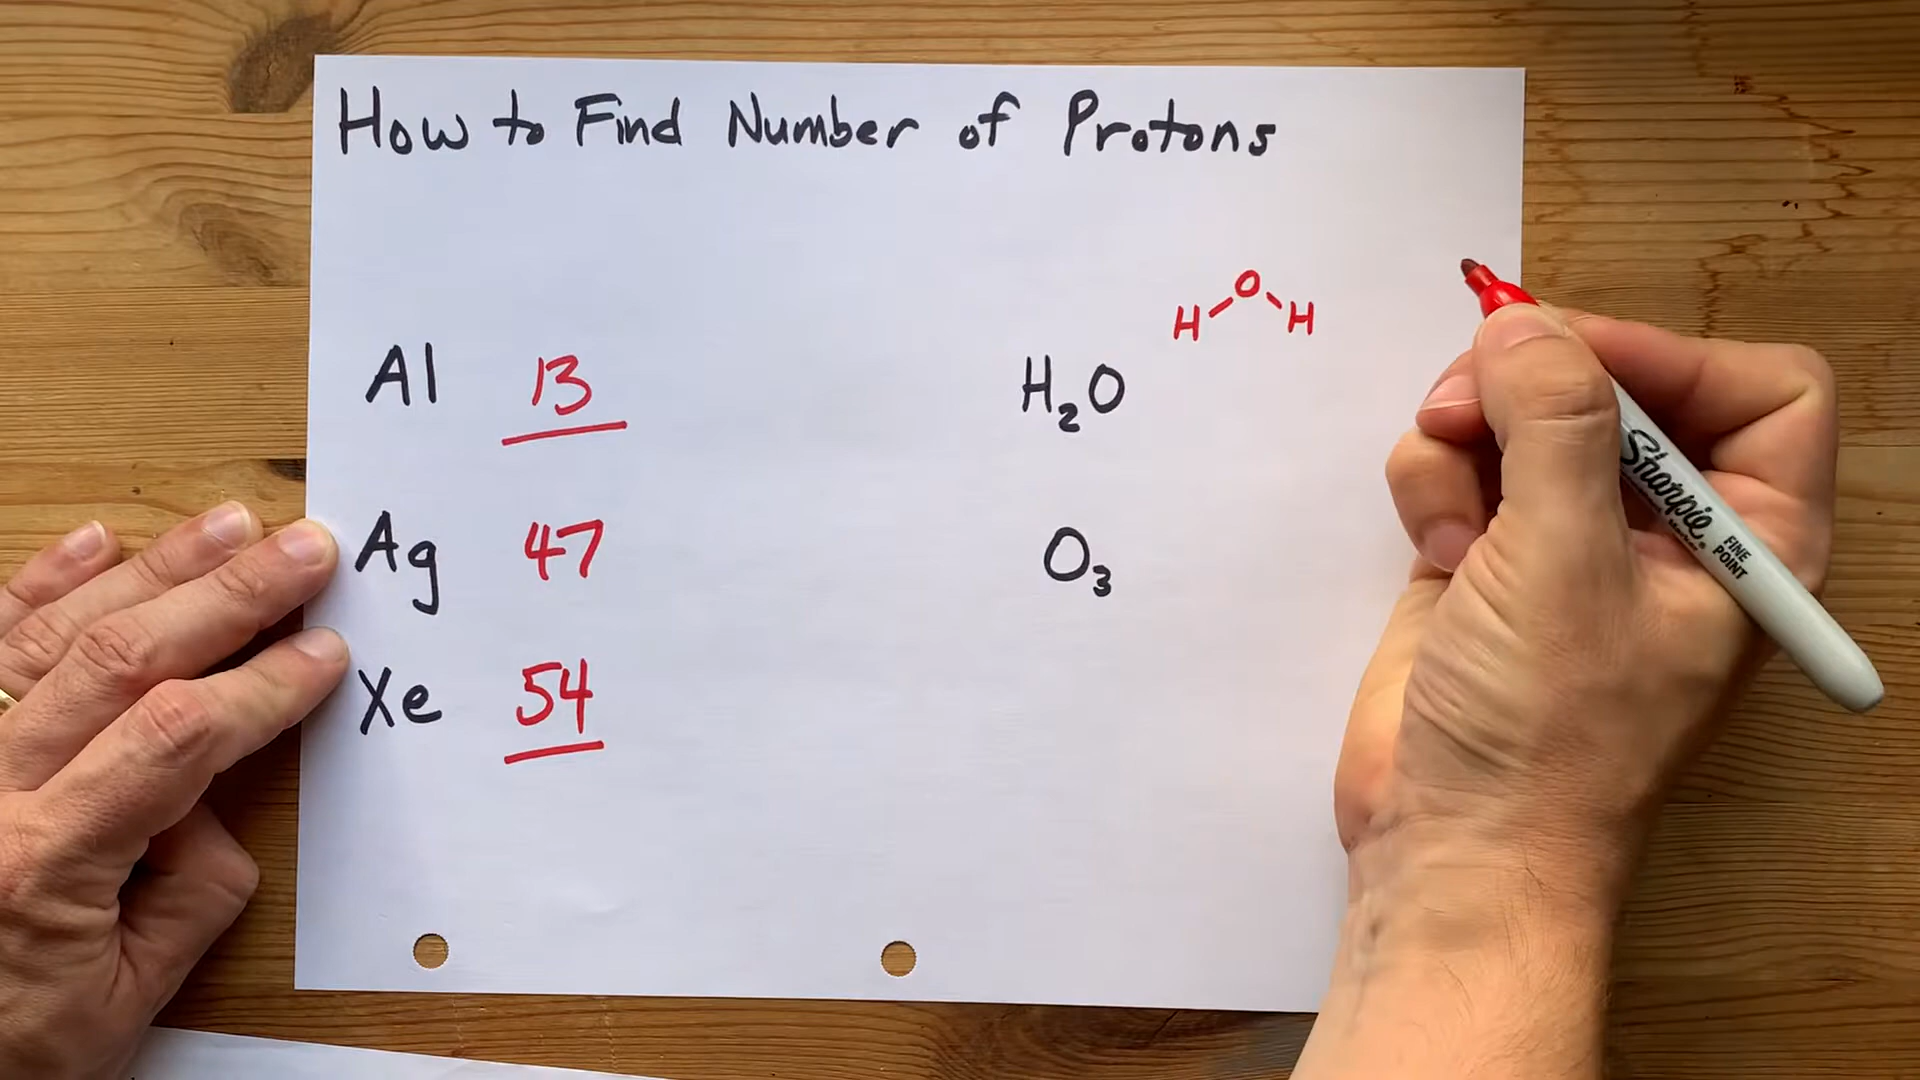 How to Find Number of Protons
Al 13
Ag 47
Xe 54
O
H H
H₂O
O₃
Sharpie
FINE
POINT